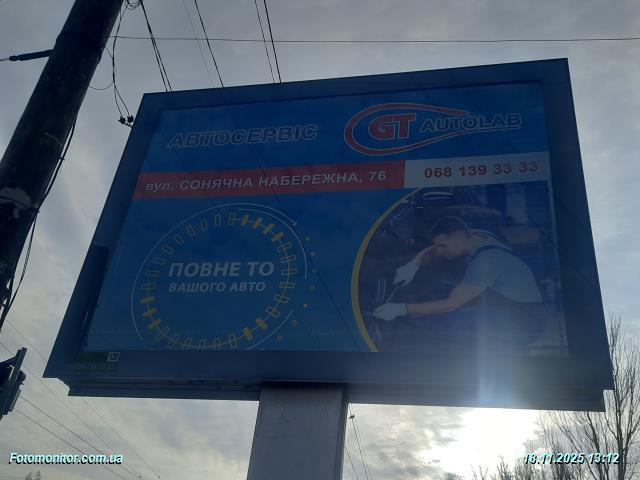 АВТОСЕРВІС
GT AUTOLAB
вул. СОНЯЧНА НАБЕРЕЖНА, 76
068 139 33 33
ПОВНЕ ТО
ВАШОГО АВТО
Fotomonitor.com.ua
18.11.2025 13:12